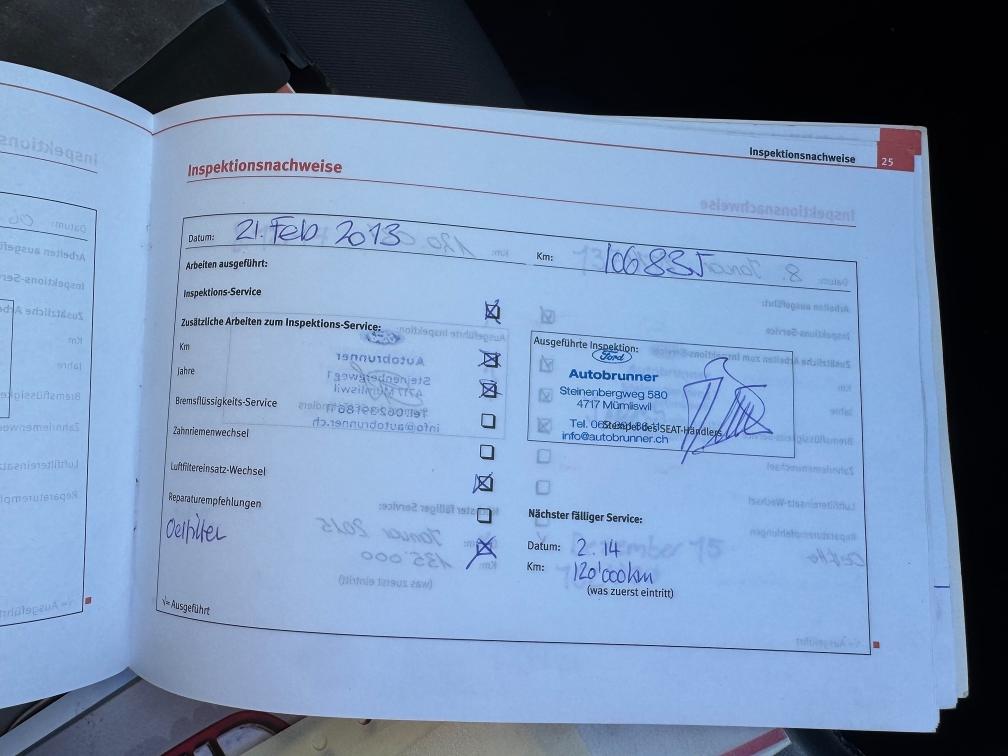 Inspektionsnachweise
25
Inspektionsnachweise
Datum: 21. Feb 2013
Km: 106835
Arbeiten ausgeführt:
Inspektions-Service
Zusätzliche Arbeiten zum Inspektions-Service:
Km
Jahre
Bremsflüssigkeits-Service
Zahnriemenwechsel
Luftfiltereinsatz-Wechsel
Reparaturempfehlungen
Oelfilter
√= Ausgeführt
Ausgeführte Inspektion:
Ford
Autobrunner
Steinenbergweg 580
4717 Mümliswil
Tel.
Stempel des SEAT-Händlers
info@autobrunner.ch
Nächster fälliger Service:
Datum: 2.14
Km: 120'000km
(was zuerst eintritt)